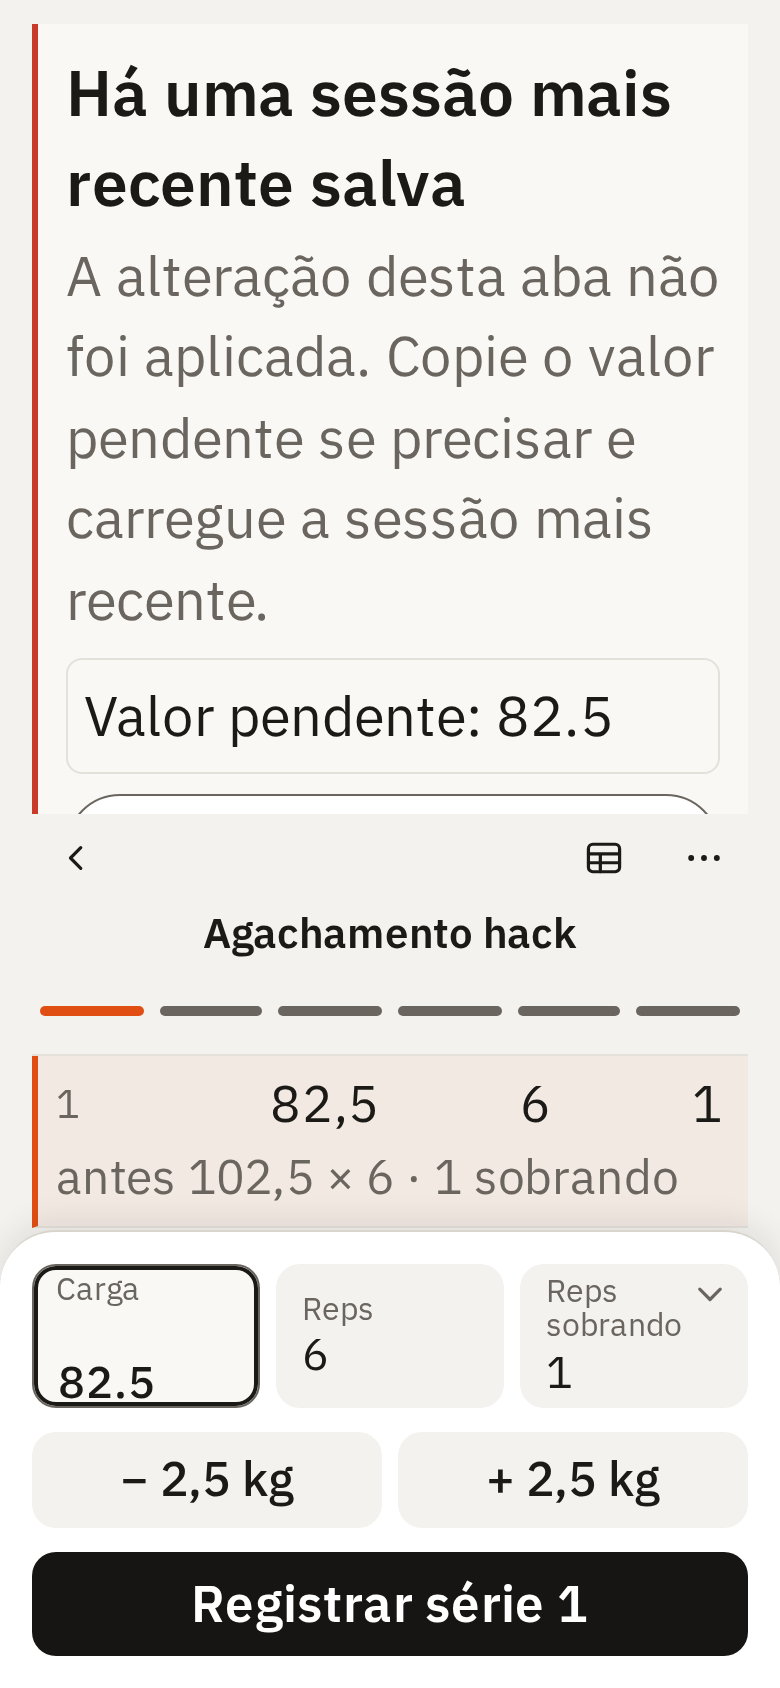 Há uma sessão mais
recente salva
A alteração desta aba não
foi aplicada. Copie o valor
pendente se precisar e
carregue a sessão mais
recente.
Valor pendente: 82.5
Agachamento hack
1 82,5 6 1
antes 102,5 × 6 · 1 sobrando
Carga
82.5
Reps
6
Reps
sobrando
1
− 2,5 kg
+ 2,5 kg
Registrar série 1